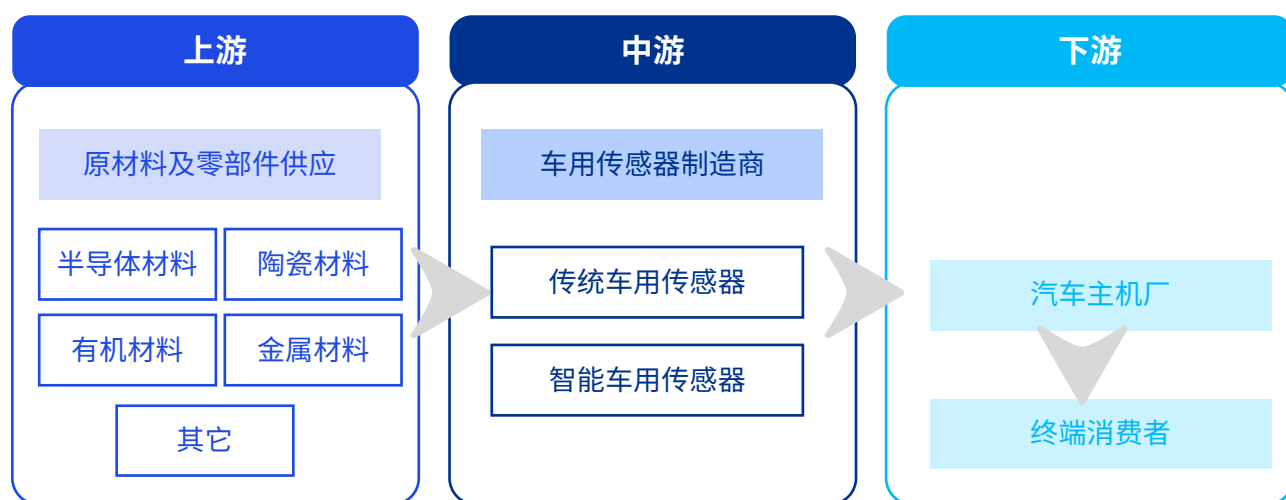 上游
原材料及零部件供应
半导体材料
陶瓷材料
有机材料
金属材料
其它
中游
车用传感器制造商
传统车用传感器
智能车用传感器
下游
汽车主机厂
终端消费者